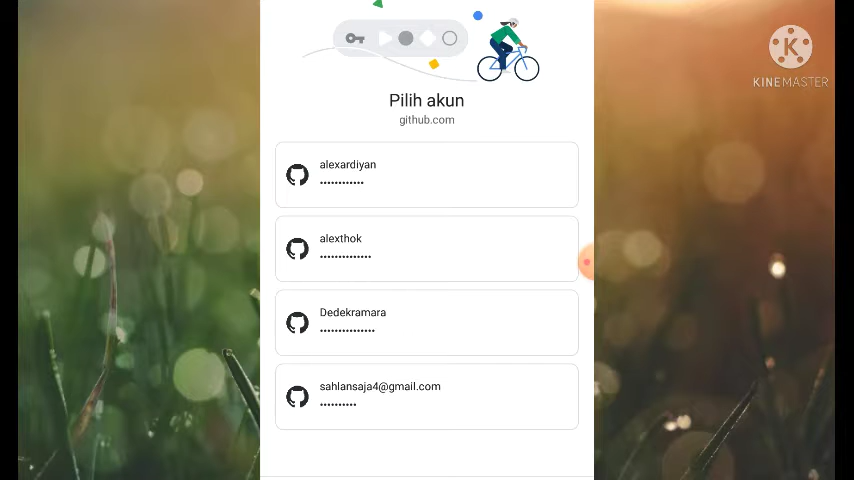 Pilih akun
github.com
alexardiyan
••••••••••••
alexthok
••••••••••••••
Dedekramara
•••••••••••••••
sahlansaja4@gmail.com
••••••••••
K
KINEMASTER